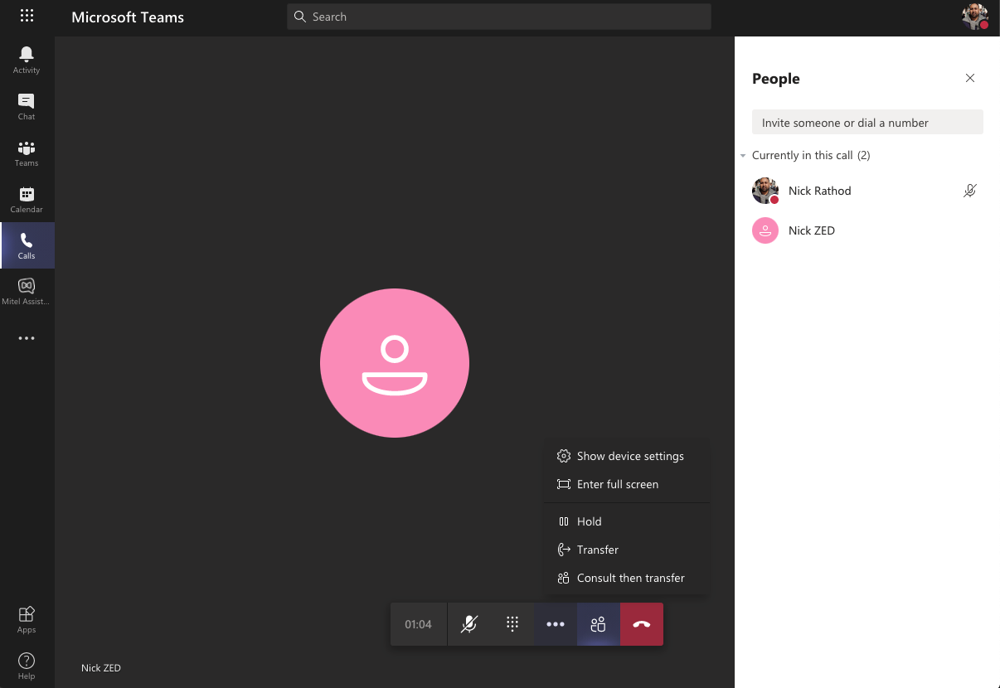 Microsoft Teams
Search
Activity
Chat
Teams
Calendar
Calls
Mitel Assist...
Apps
Help
People
Invite someone or dial a number
Currently in this call (2)
Nick Rathod
Nick ZED
Show device settings
Enter full screen
Hold
Transfer
Consult then transfer
01:04
Nick ZED